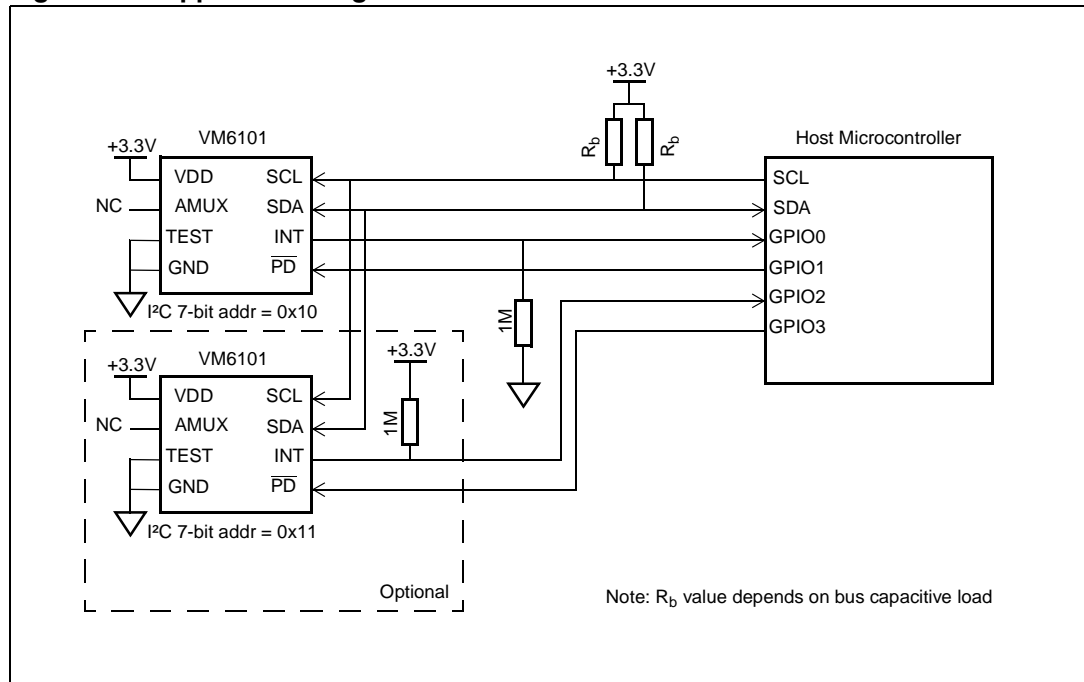 +3.3V
VM6101
Host Microcontroller
+3.3V
R_b
R_b
VDD SCL
AMUX SDA
TEST INT
GND P̅D̅
NC
SCL
SDA
GPIO0
GPIO1
GPIO2
GPIO3
I²C 7-bit addr = 0x10
1M
VM6101
+3.3V
+3.3V
VDD SCL
AMUX SDA
TEST INT
GND P̅D̅
NC
1M
I²C 7-bit addr = 0x11
Optional
Note: R_b value depends on bus capacitive load